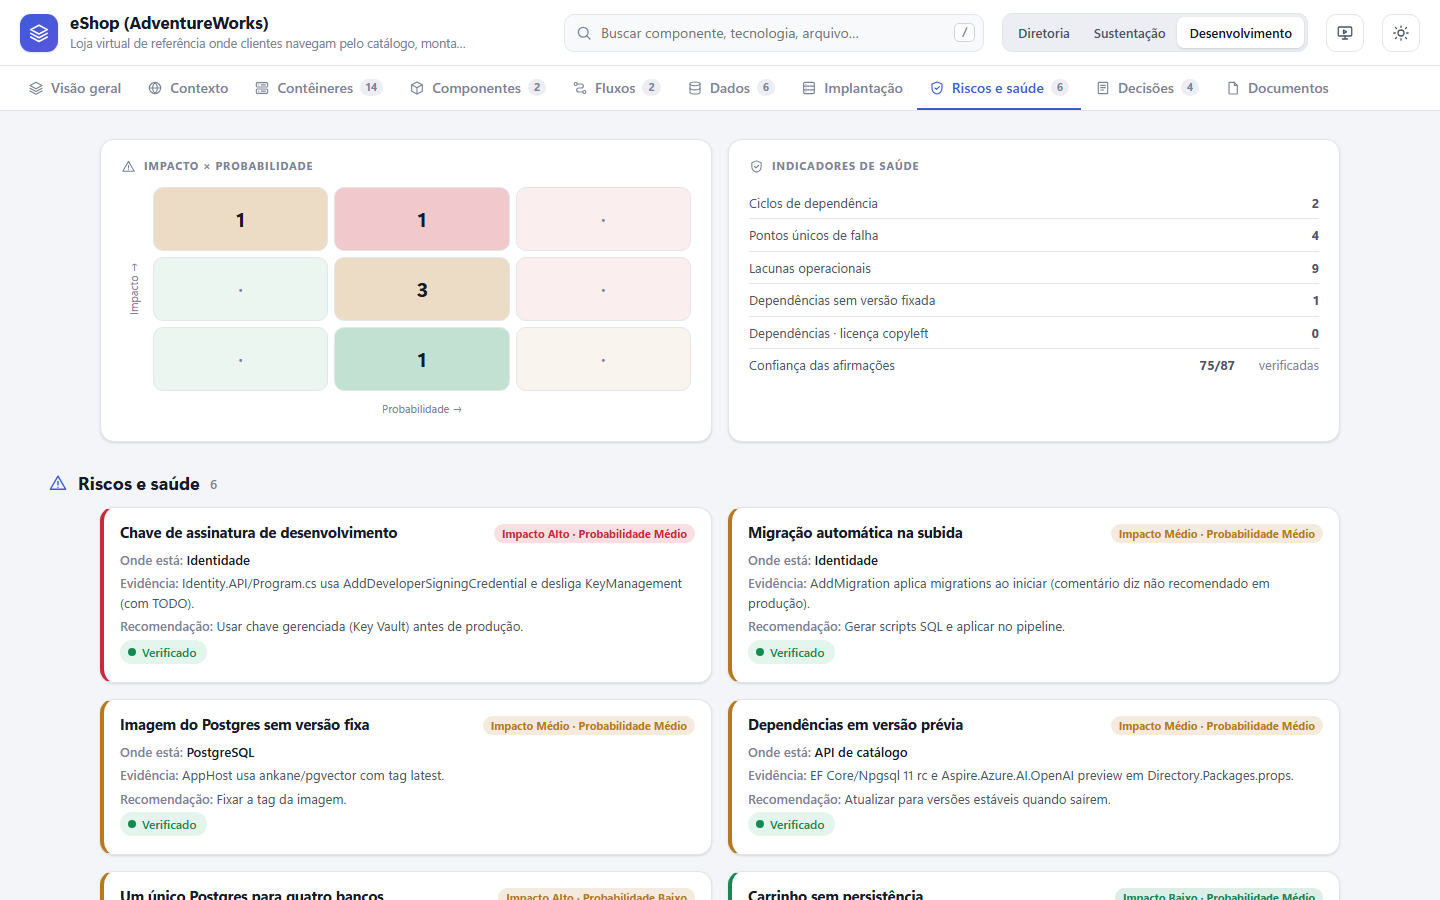 eShop (AdventureWorks)
Loja virtual de referência onde clientes navegam pelo catálogo, monta...
Buscar componente, tecnologia, arquivo...
/
Diretoria
Sustentação
Desenvolvimento
Visão geral
Contexto
Contêineres 14
Componentes 2
Fluxos 2
Dados 6
Implantação
Riscos e saúde 6
Decisões 4
Documentos
IMPACTO × PROBABILIDADE
Impacto →
1
1
·
·
3
·
·
1
·
Probabilidade →
INDICADORES DE SAÚDE
Ciclos de dependência 2
Pontos únicos de falha 4
Lacunas operacionais 9
Dependências sem versão fixada 1
Dependências · licença copyleft 0
Confiança das afirmações 75/87 verificadas
Riscos e saúde 6
Chave de assinatura de desenvolvimento
Impacto Alto · Probabilidade Médio
Onde está: Identidade
Evidência: Identity.API/Program.cs usa AddDeveloperSigningCredential e desliga KeyManagement
(com TODO).
Recomendação: Usar chave gerenciada (Key Vault) antes de produção.
Verificado
Migração automática na subida
Impacto Médio · Probabilidade Médio
Onde está: Identidade
Evidência: AddMigration aplica migrations ao iniciar (comentário diz não recomendado em
produção).
Recomendação: Gerar scripts SQL e aplicar no pipeline.
Verificado
Imagem do Postgres sem versão fixa
Impacto Médio · Probabilidade Médio
Onde está: PostgreSQL
Evidência: AppHost usa ankane/pgvector com tag latest.
Recomendação: Fixar a tag da imagem.
Verificado
Dependências em versão prévia
Impacto Médio · Probabilidade Médio
Onde está: API de catálogo
Evidência: EF Core/Npgsql 11 rc e Aspire.Azure.AI.OpenAI preview em Directory.Packages.props.
Recomendação: Atualizar para versões estáveis quando saírem.
Verificado
Um único Postgres para quatro bancos
Impacto Alto · Probabilidade Baixo
Carrinho sem persistência
Impacto Baixo · Probabilidade Médio